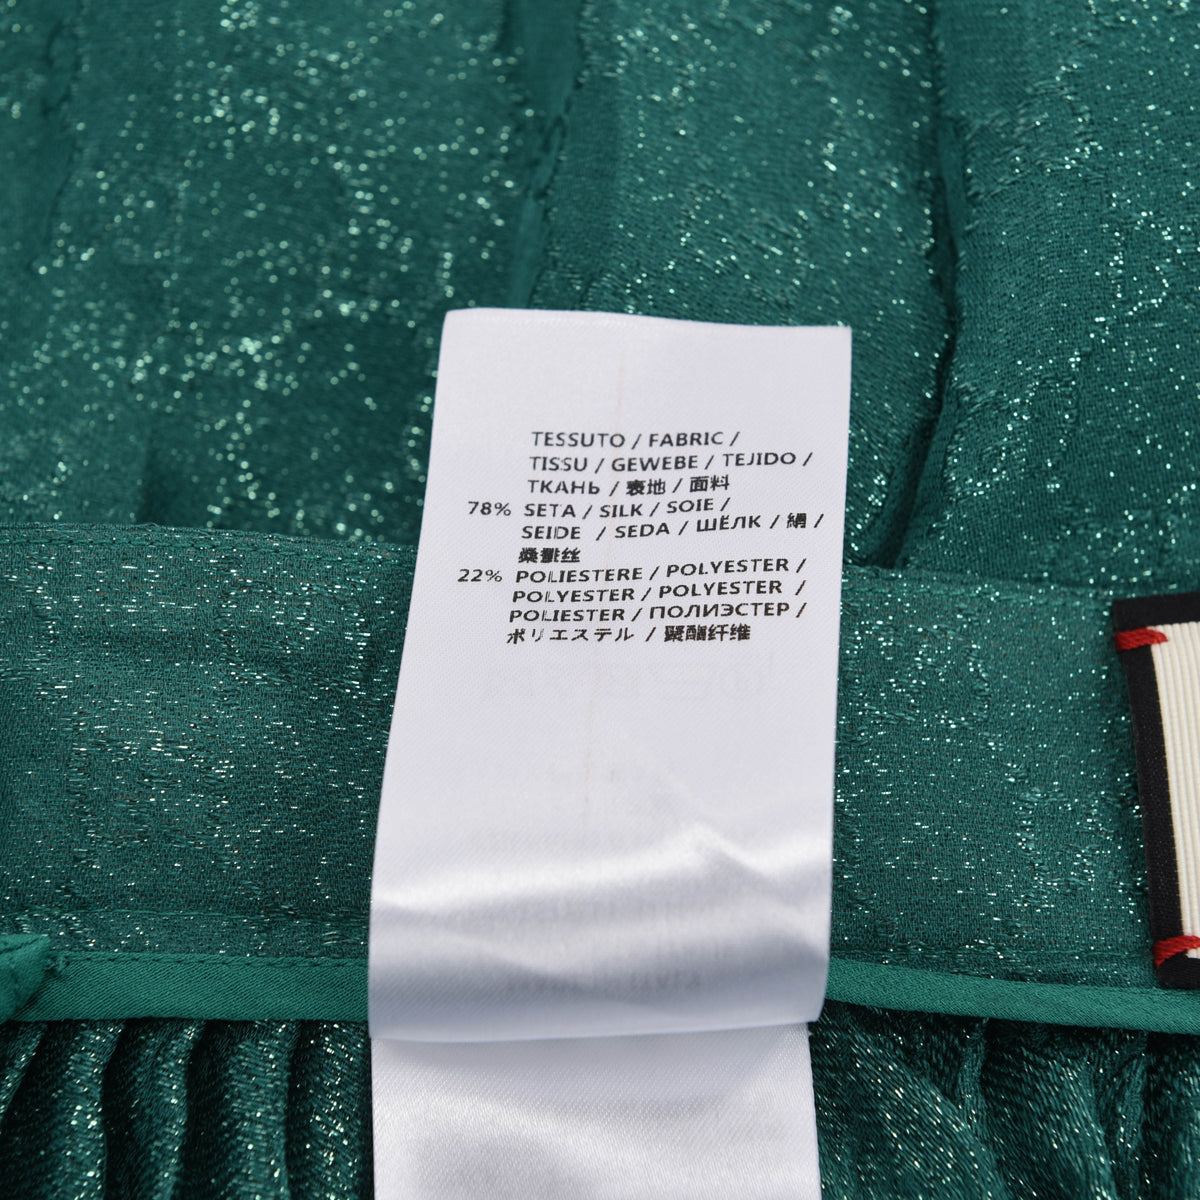 TESSUTO / FABRIC /
TISSU / GEWEBE / TEJIDO /
ТКАНЬ / 表地 / 面料
78% SETA / SILK / SOIE /
SEIDE / SEDA / ШЁЛК / 絹 /
桑蚕丝
22% POLIESTERE / POLYESTER /
POLYESTER / POLYESTER /
POLIESTER / ПОЛИЭСТЕР /
ポリエステル / 聚酯纤维